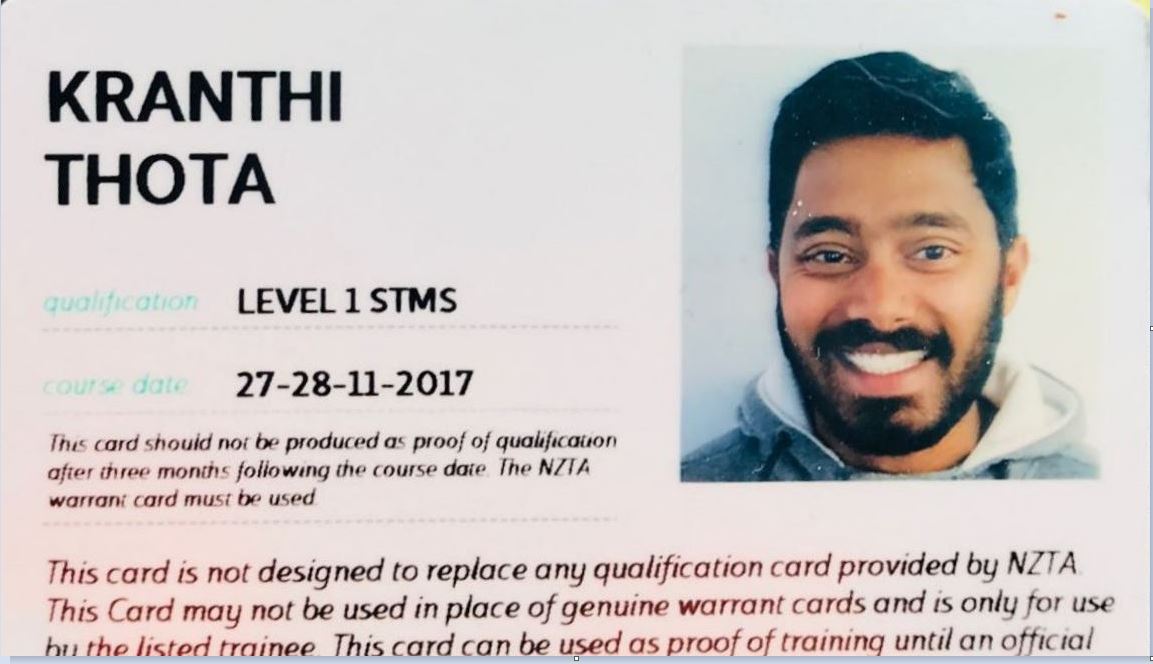 KRANTHI
THOTA
qualification LEVEL 1 STMS
course date 27-28-11-2017
This card should not be produced as proof of qualification
after three months following the course date. The NZTA
warrant card must be used.
This card is not designed to replace any qualification card provided by NZTA.
This Card may not be used in place of genuine warrant cards and is only for use
by the listed trainee. This card can be used as proof of training until an official